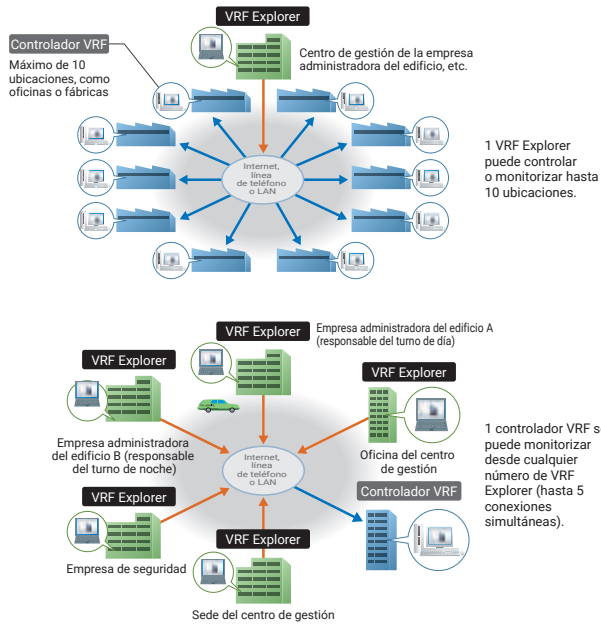 VRF Explorer
Controlador VRF
Máximo de 10
ubicaciones, como
oficinas o fábricas
Centro de gestión de la empresa
administradora del edificio, etc.
Internet,
línea
de teléfono
o LAN
1 VRF Explorer
puede controlar
o monitorizar hasta
10 ubicaciones.
VRF Explorer
Empresa administradora del edificio A
(responsable del turno de día)
VRF Explorer
VRF Explorer
Empresa administradora
del edificio B (responsable
del turno de noche)
Internet,
línea
de teléfono
o LAN
Oficina del centro
de gestión
1 controlador VRF s
puede monitorizar
desde cualquier
número de VRF
Explorer (hasta 5
conexiones
simultáneas).
VRF Explorer
Controlador VRF
Empresa de seguridad
VRF Explorer
Sede del centro de gestión